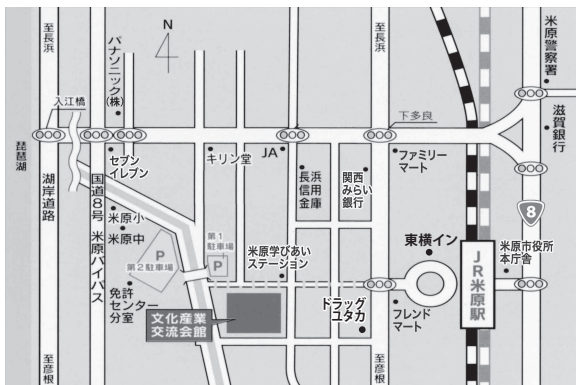 至長浜
N
至長浜
米原警察署
パナソニック(株)
入江橋
下多良
滋賀銀行
琵琶湖
湖岸道路
セブン
イレブン
国道8号 米原バイパス
キリン堂
JA
長浜
信用
金庫
関西
みらい
銀行
ファミリー
マート
8
米原小
米原中
第1
駐車場
P
P
第2駐車場
米原学びあい
ステーション
東横イン
JR米原駅
米原市役所
本庁舎
免許
センター
分室
文化産業
交流会館
ドラッグ
ユタカ
フレンド
マート
至彦根
至彦根